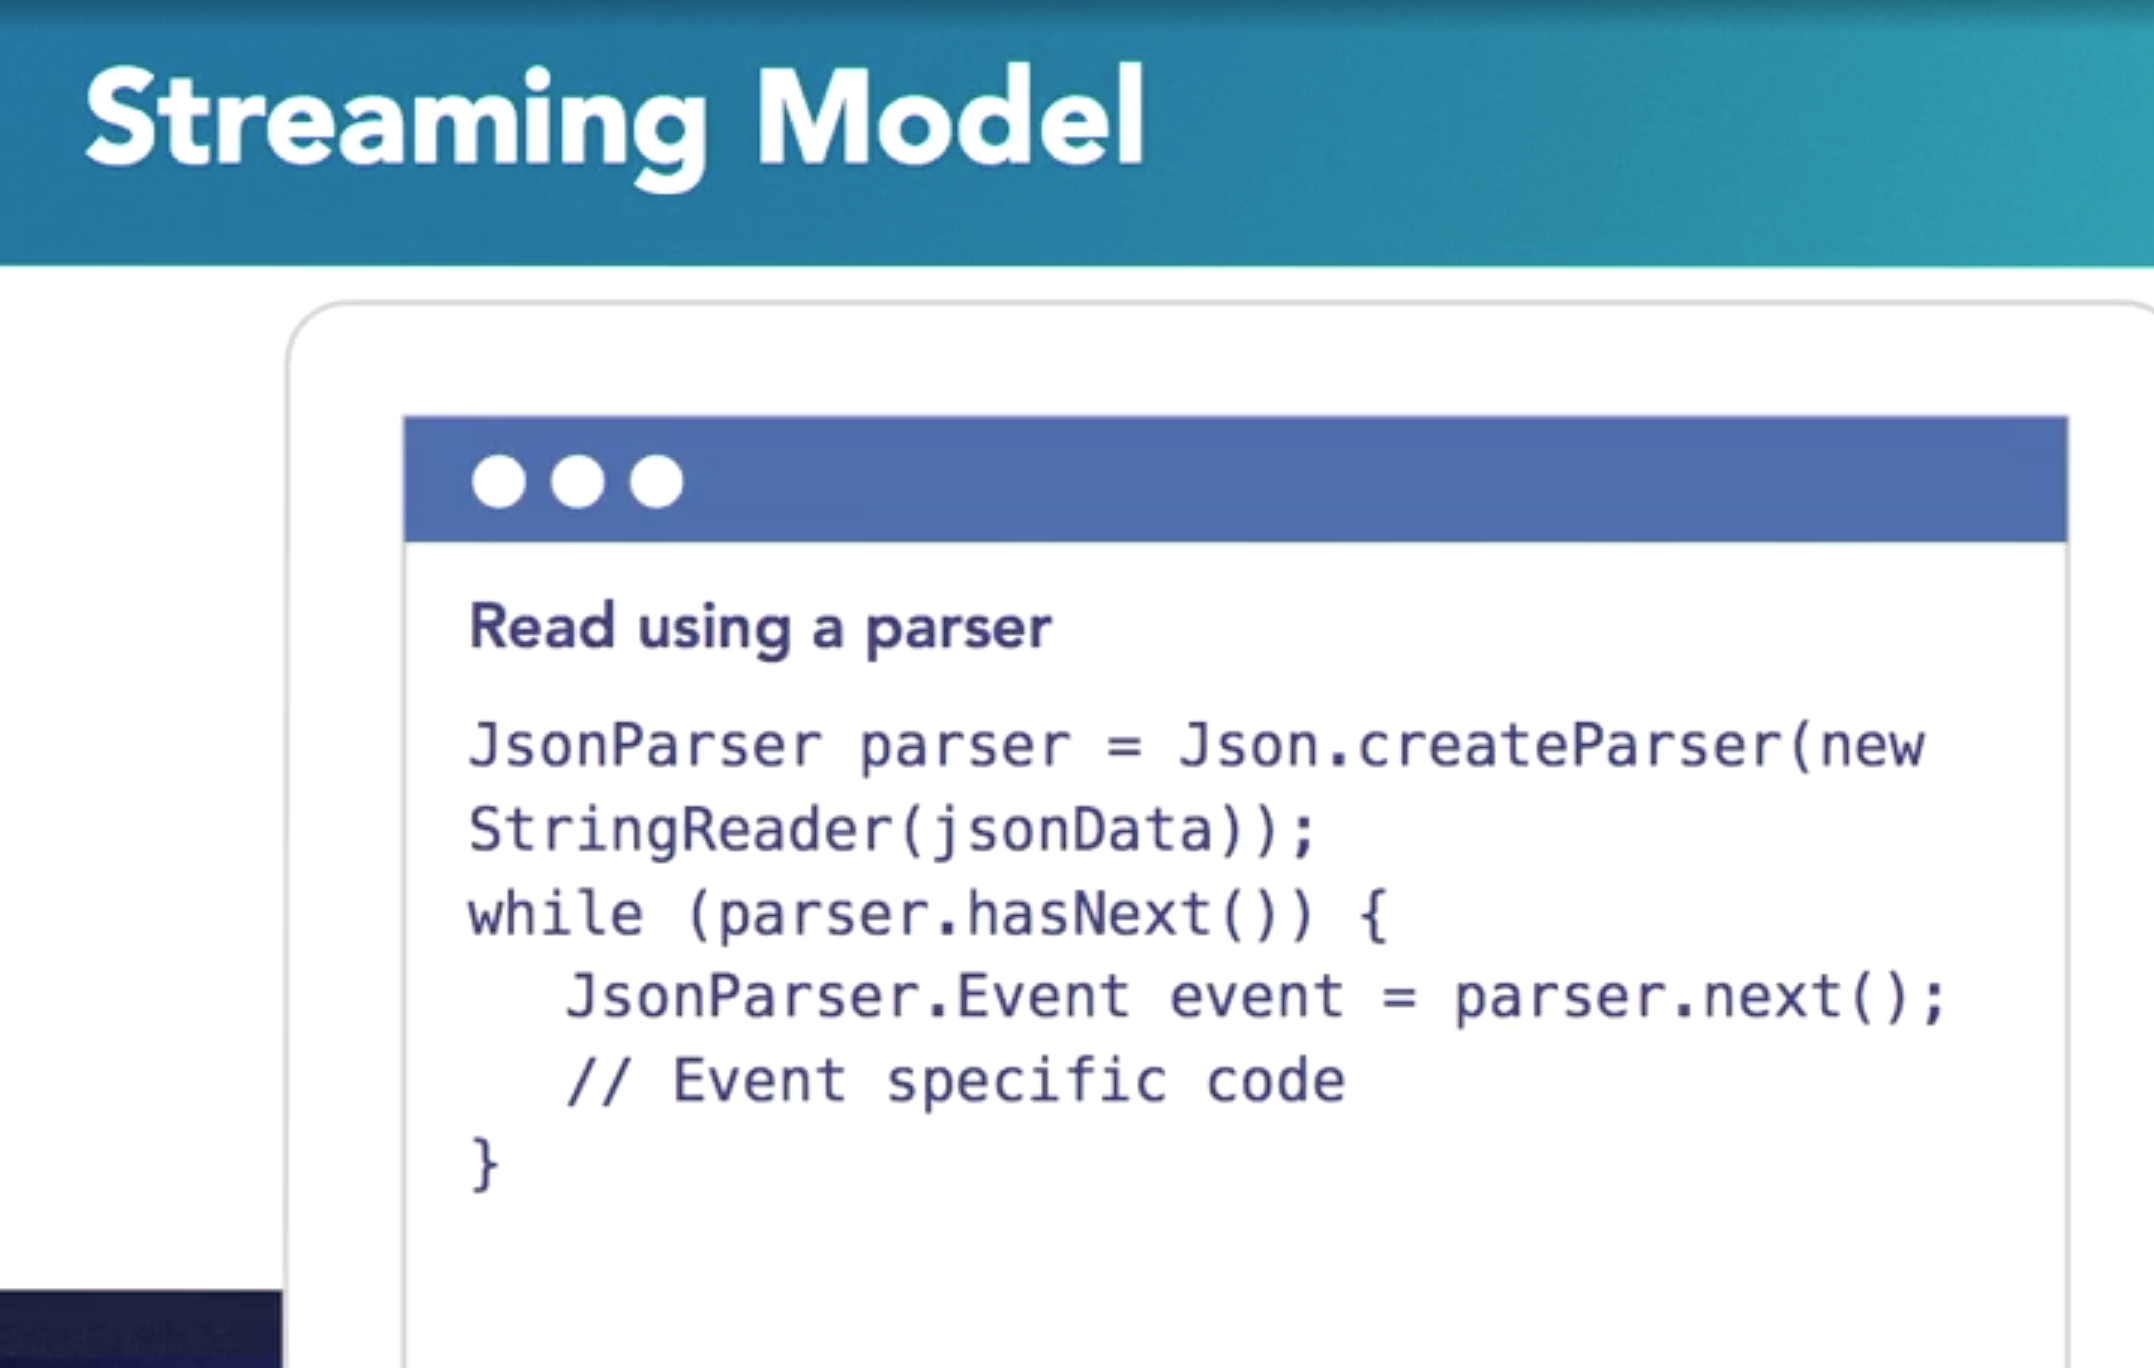 Streaming Model
Read using a parser
JsonParser parser = Json.createParser(new
StringReader(jsonData));
while (parser.hasNext()) {
   JsonParser.Event event = parser.next();
   // Event specific code
}